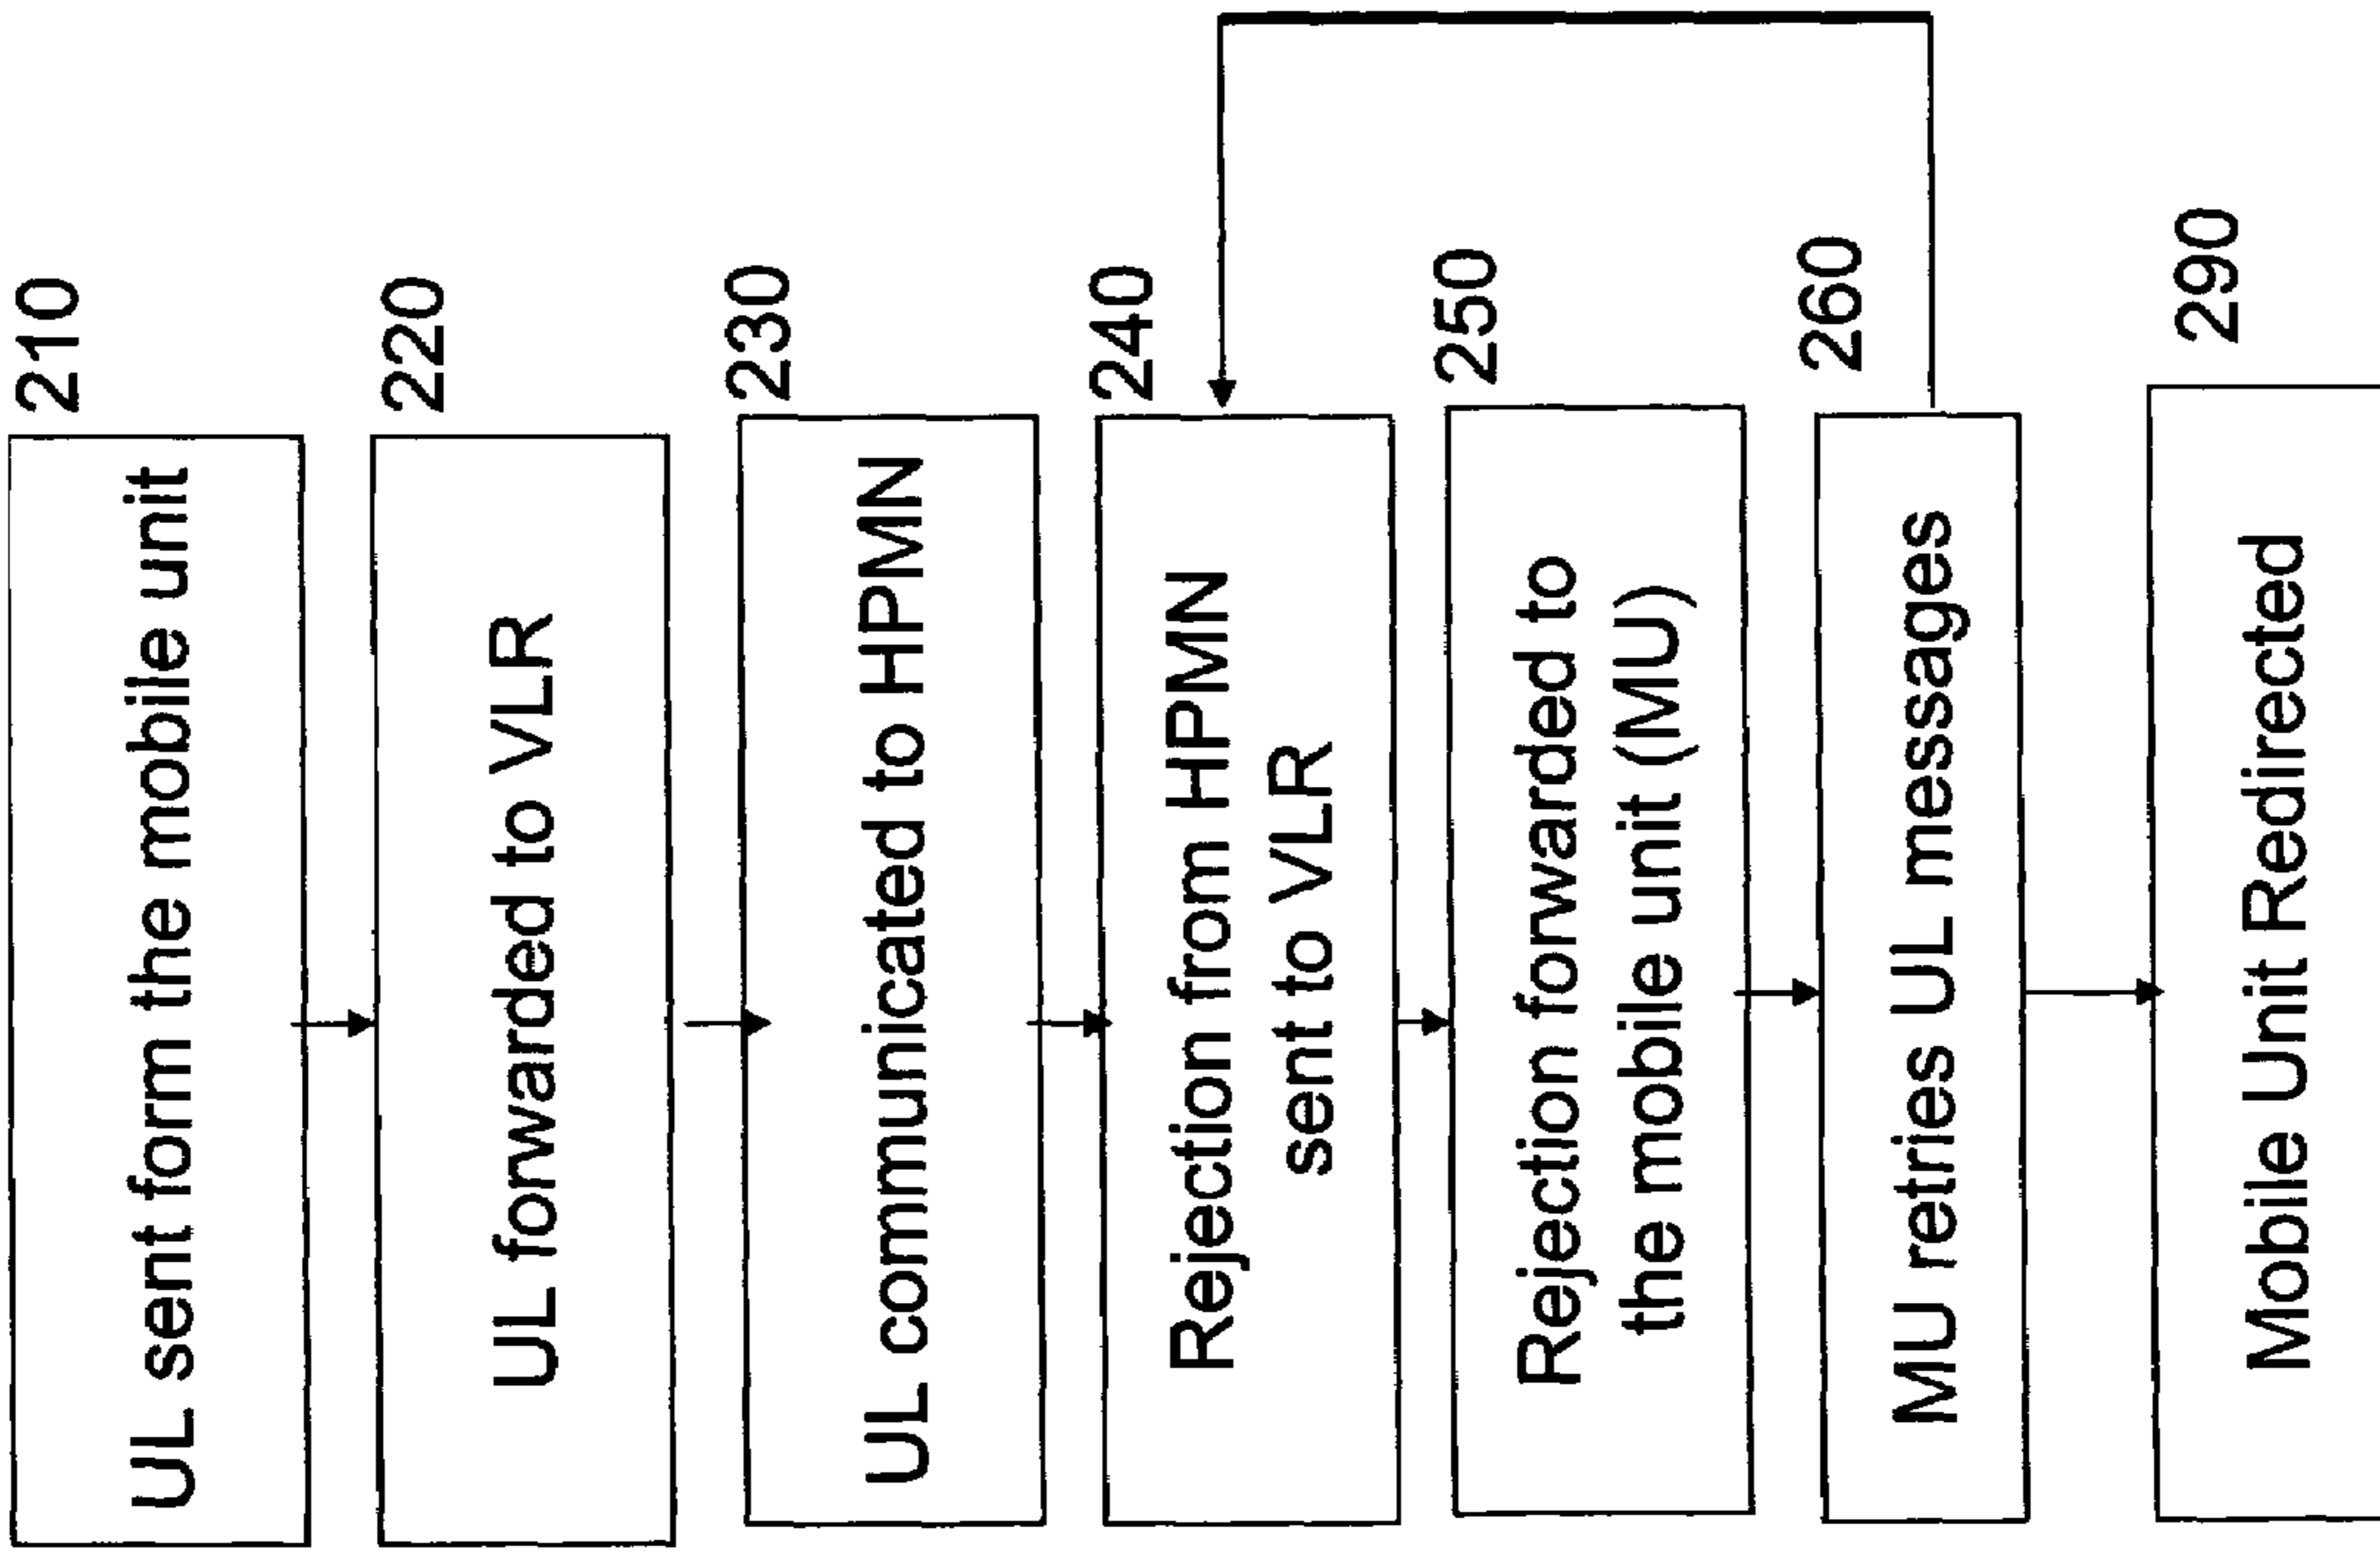 210
UL sent form the mobile unit
220
UL forwarded to VLR
230
UL communicated to HPMN
240
Rejection from HPMN
sent to VLR
250
Rejection forwarded to
the mobile unit (MU)
260
MU retries UL messages
290
Mobile Unit Redirected